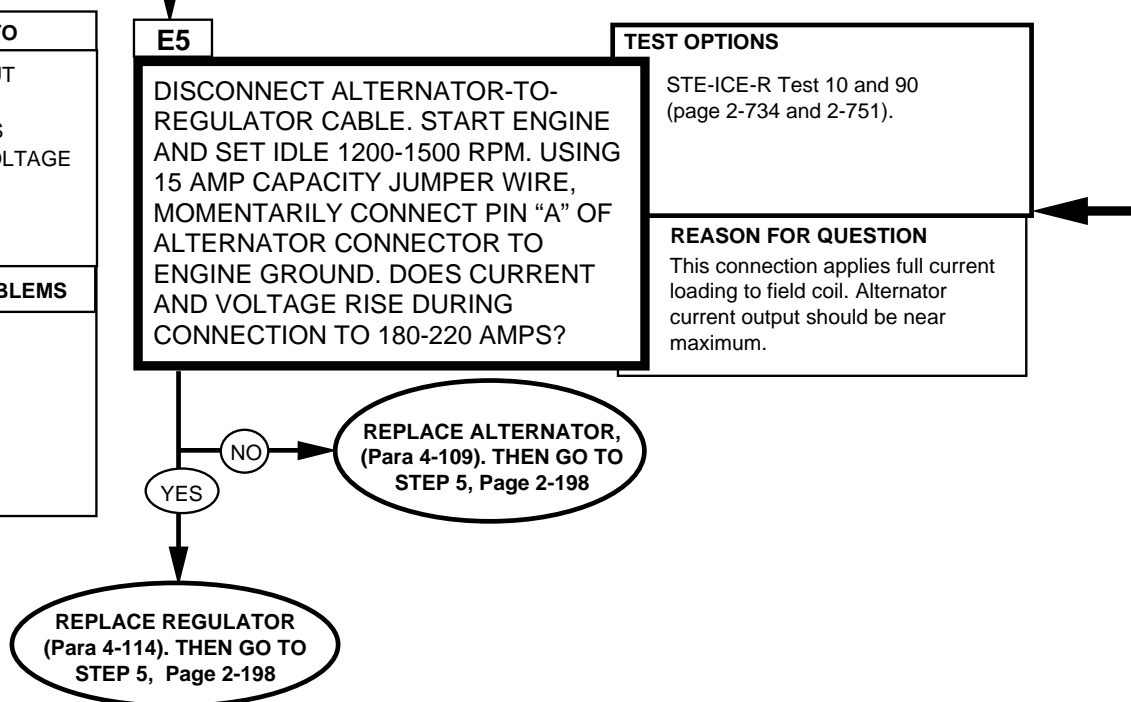 O
UT
S
OLTAGE
BLEMS
E5
DISCONNECT ALTERNATOR-TO-
REGULATOR CABLE. START ENGINE
AND SET IDLE 1200-1500 RPM. USING
15 AMP CAPACITY JUMPER WIRE,
MOMENTARILY CONNECT PIN “A” OF
ALTERNATOR CONNECTOR TO
ENGINE GROUND. DOES CURRENT
AND VOLTAGE RISE DURING
CONNECTION TO 180-220 AMPS?
TEST OPTIONS
STE-ICE-R Test 10 and 90
(page 2-734 and 2-751).
REASON FOR QUESTION
This connection applies full current
loading to field coil. Alternator
current output should be near
maximum.
NO
REPLACE ALTERNATOR,
(Para 4-109). THEN GO TO
STEP 5, Page 2-198
YES
REPLACE REGULATOR
(Para 4-114). THEN GO TO
STEP 5, Page 2-198